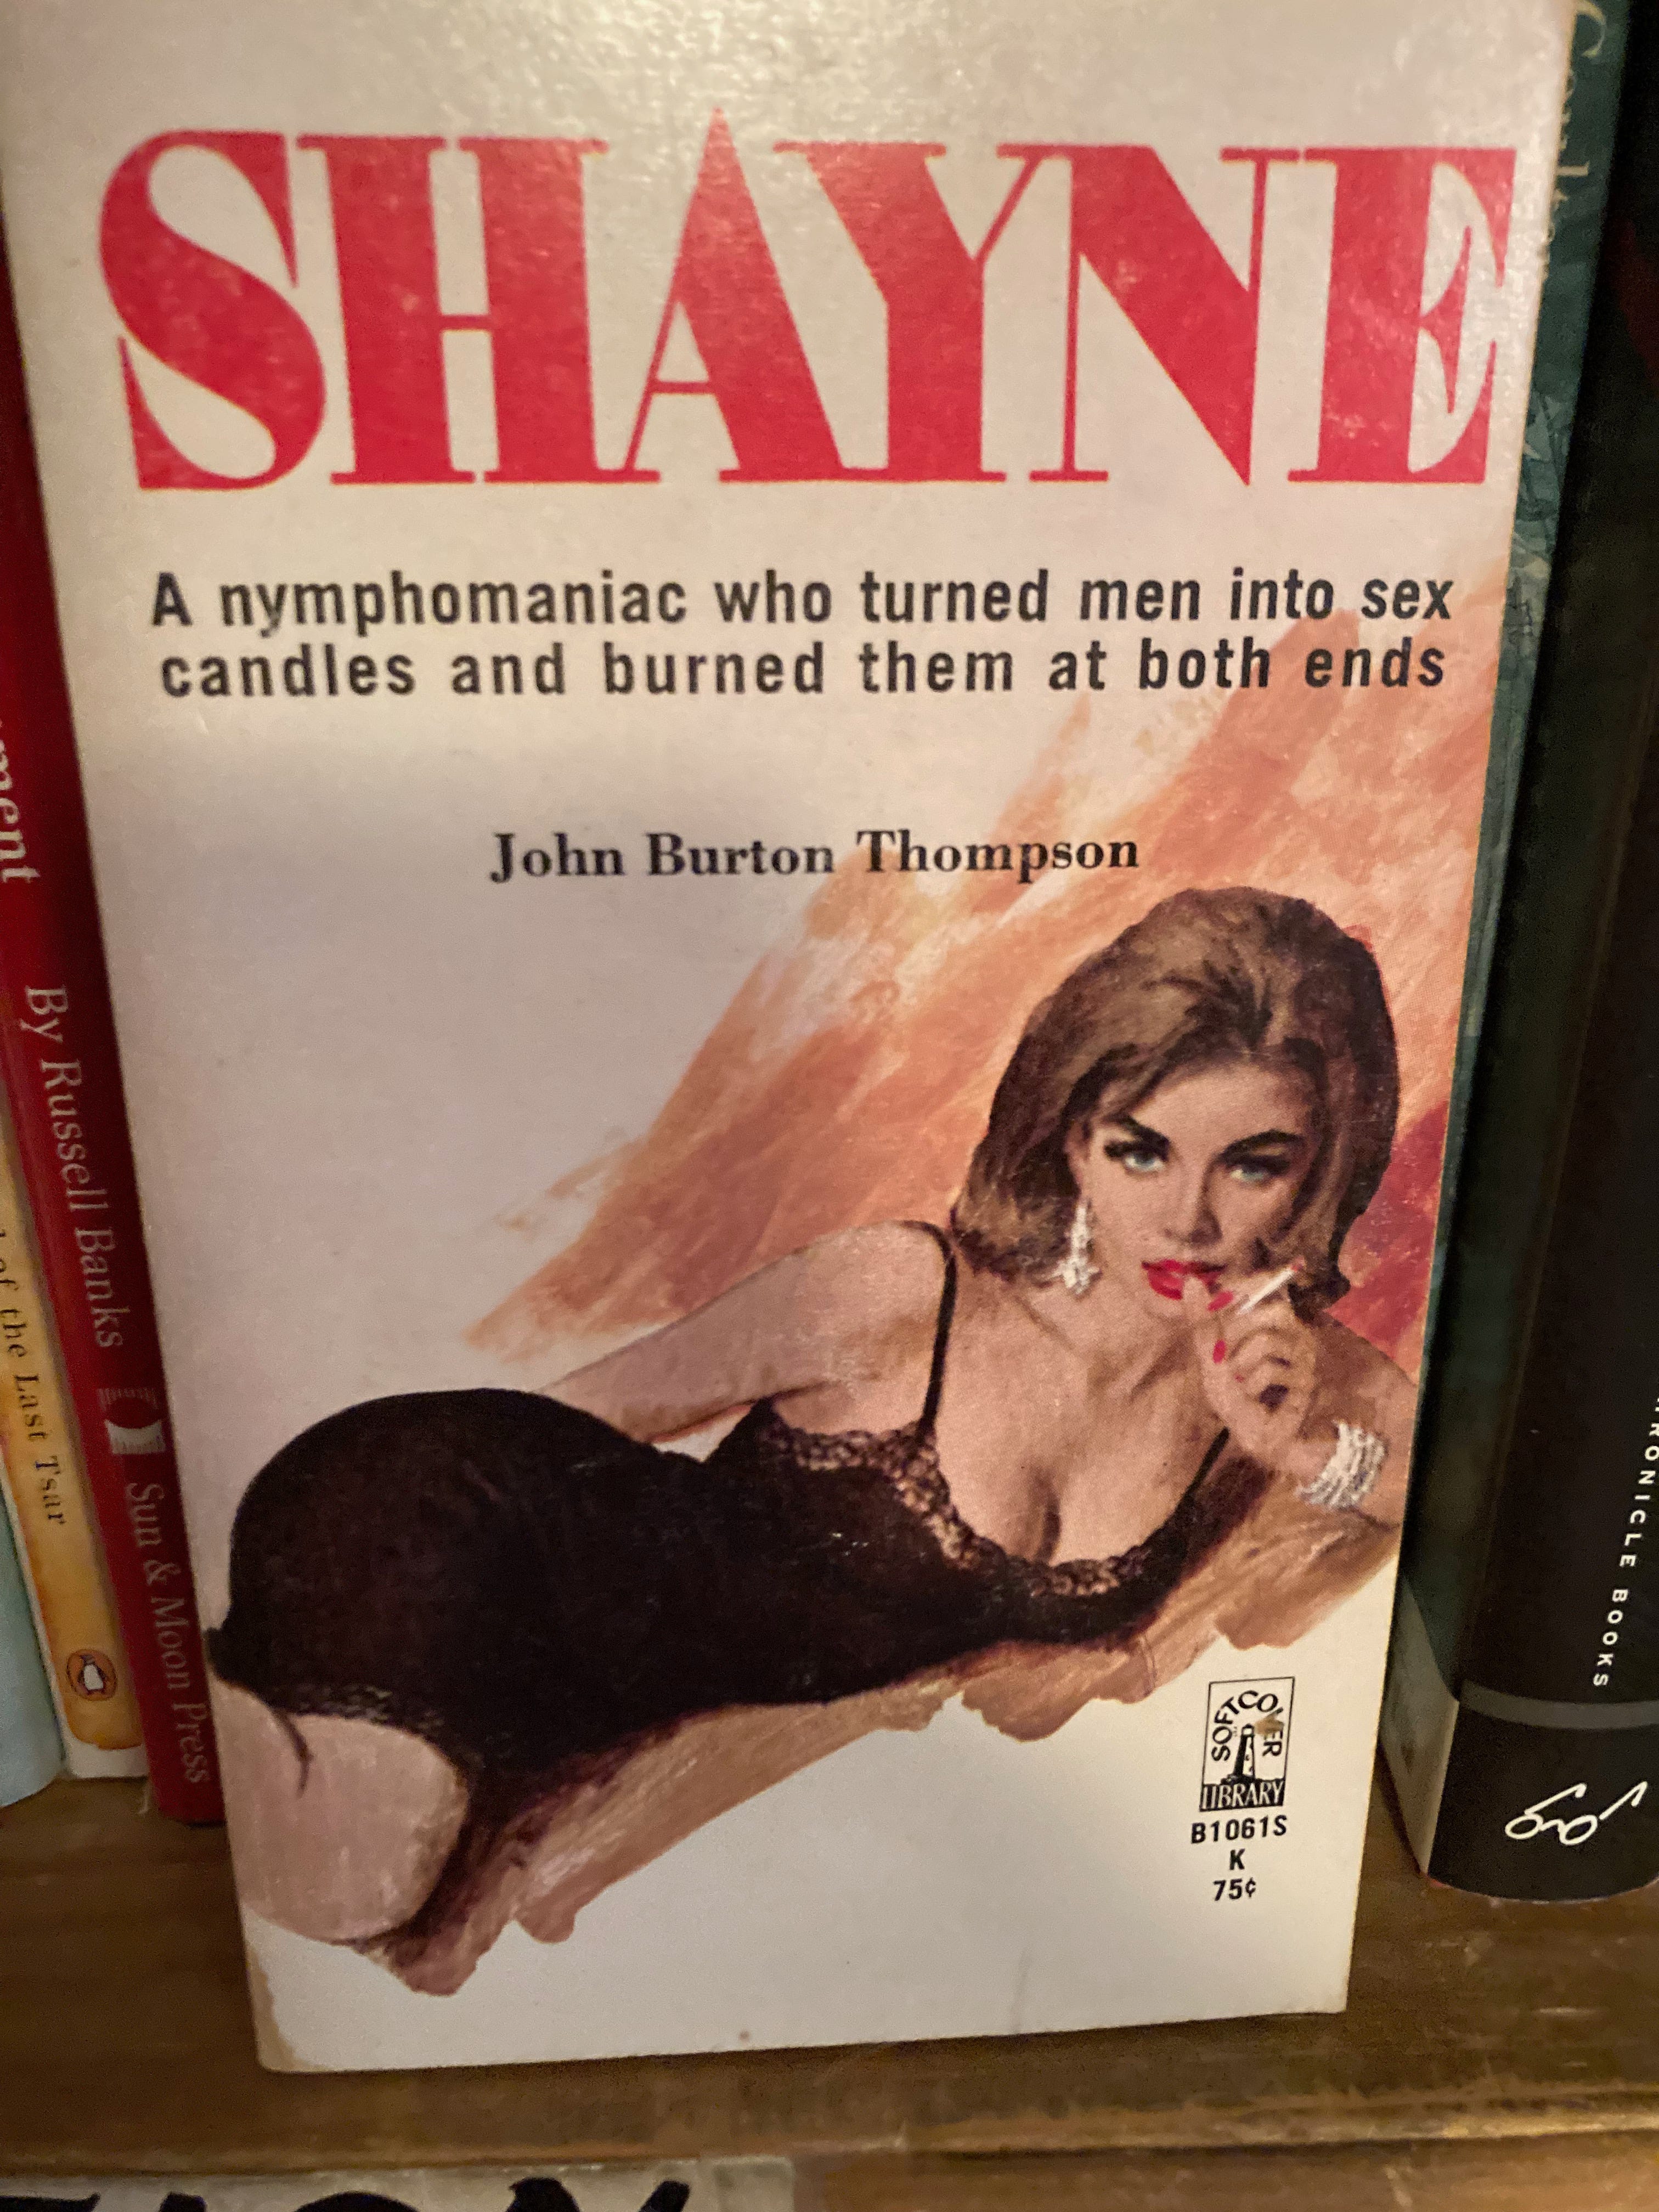 SHAYNE
A nymphomaniac who turned men into sex
candles and burned them at both ends
John Burton Thompson
SOFTCOVER
LIBRARY
B1061S
K
75¢
By Russell Banks
Sun & Moon Press
of the Last Tsar
BOOKS